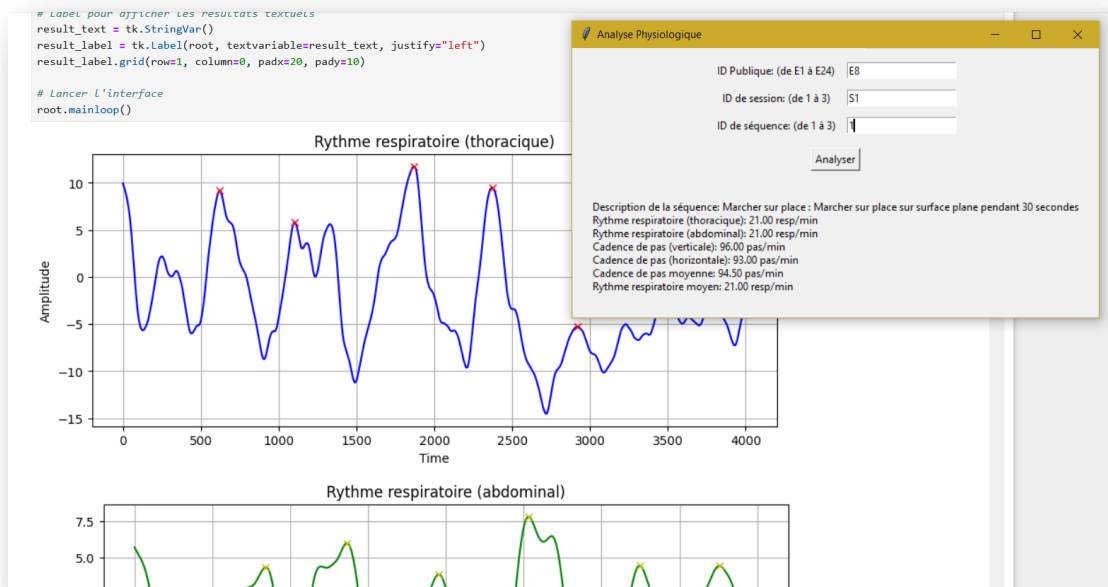 # Label pour afficher les résultats textuels
result_text = tk.StringVar()
result_label = tk.Label(root, textvariable=result_text, justify="left")
result_label.grid(row=1, column=0, padx=20, pady=10)
# Lancer l'interface
root.mainloop()
Analyse Physiologique
ID Publique: (de E1 à E24) E8
ID de session: (de 1 à 3) S1
ID de séquence: (de 1 à 3) 1
Analyser
Description de la séquence: Marcher sur place : Marcher sur place sur surface plane pendant 30 secondes
Rythme respiratoire (thoracique): 21.00 resp/min
Rythme respiratoire (abdominal): 21.00 resp/min
Cadence de pas (verticale): 96.00 pas/min
Cadence de pas (horizontale): 93.00 pas/min
Cadence de pas moyenne: 94.50 pas/min
Rythme respiratoire moyen: 21.00 resp/min
Rythme respiratoire (thoracique)
Amplitude
10
5
0
−5
−10
−15
0 500 1000 1500 2000 2500 3000 3500 4000
Time
Rythme respiratoire (abdominal)
7.5
5.0